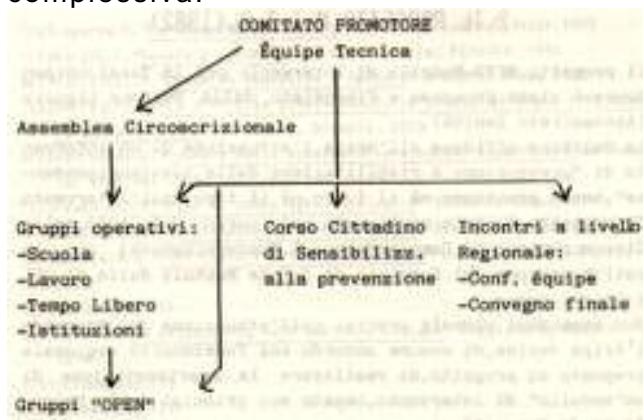 COMITATO PROMOTORE
Équipe Tecnica
Assemblea Circoscrizionale
Gruppi operativi:
-Scuola
-Lavoro
-Tempo Libero
-Istituzioni
Corso Cittadino
di Sensibilizz.
alla prevenzione
Incontri a livello
Regionale:
-Conf. équipe
-Convegno finale
Gruppi "OPEN"